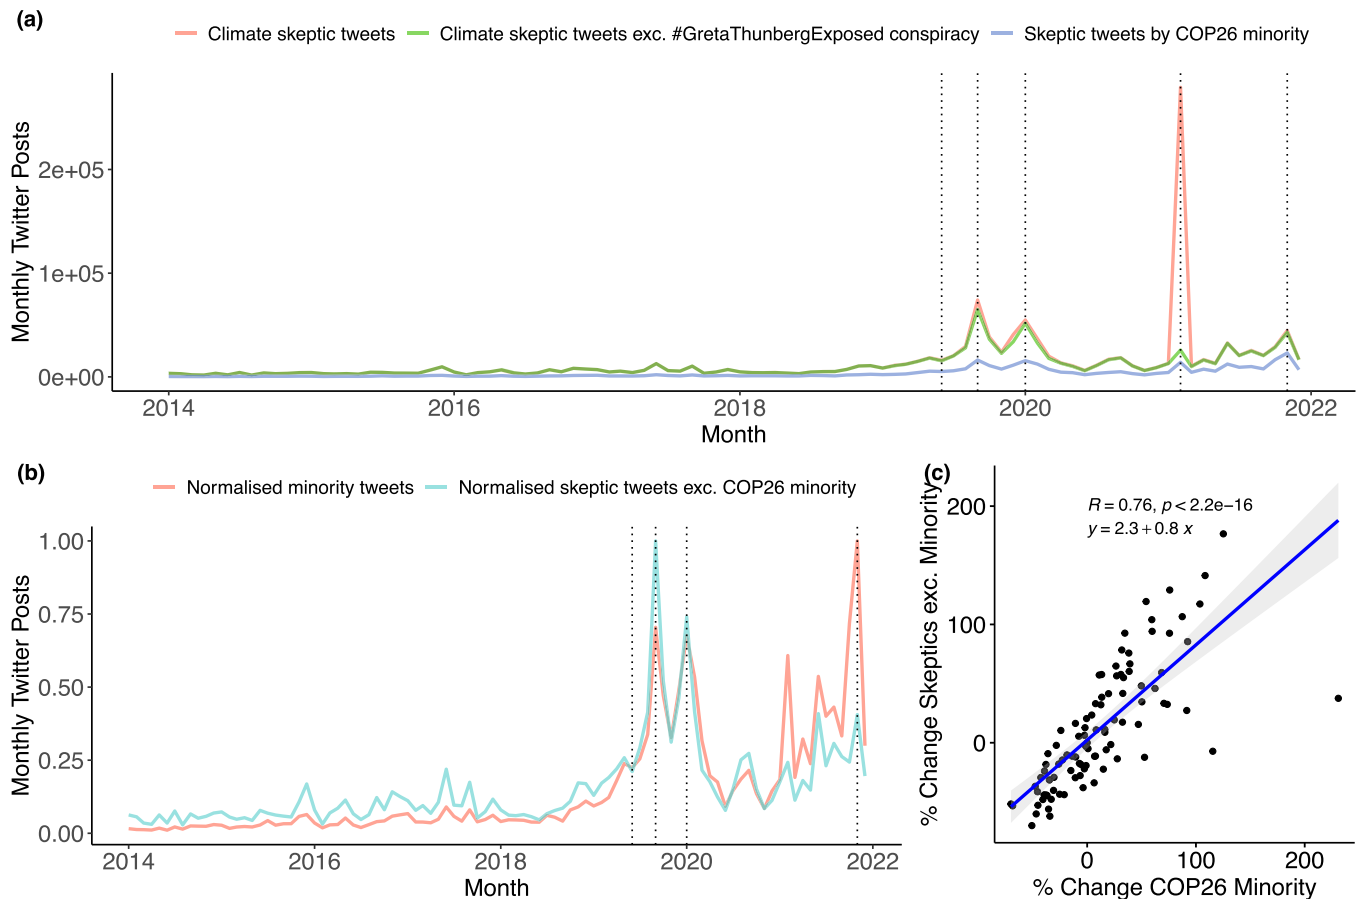 (a)
Climate skeptic tweets Climate skeptic tweets exc. #GretaThunbergExposed conspiracy Skeptic tweets by COP26 minority
Monthly Twitter Posts
2e+05
1e+05
0e+00
2014 2016 2018 2020 2022
Month
(b)
Normalised minority tweets Normalised skeptic tweets exc. COP26 minority
Monthly Twitter Posts
1.00
0.75
0.50
0.25
0.00
2014 2016 2018 2020 2022
Month
(c)
% Change Skeptics exc. Minority
R = 0.76, p < 2.2e−16
y = 2.3 + 0.8 x
200
100
0
0 100 200
% Change COP26 Minority